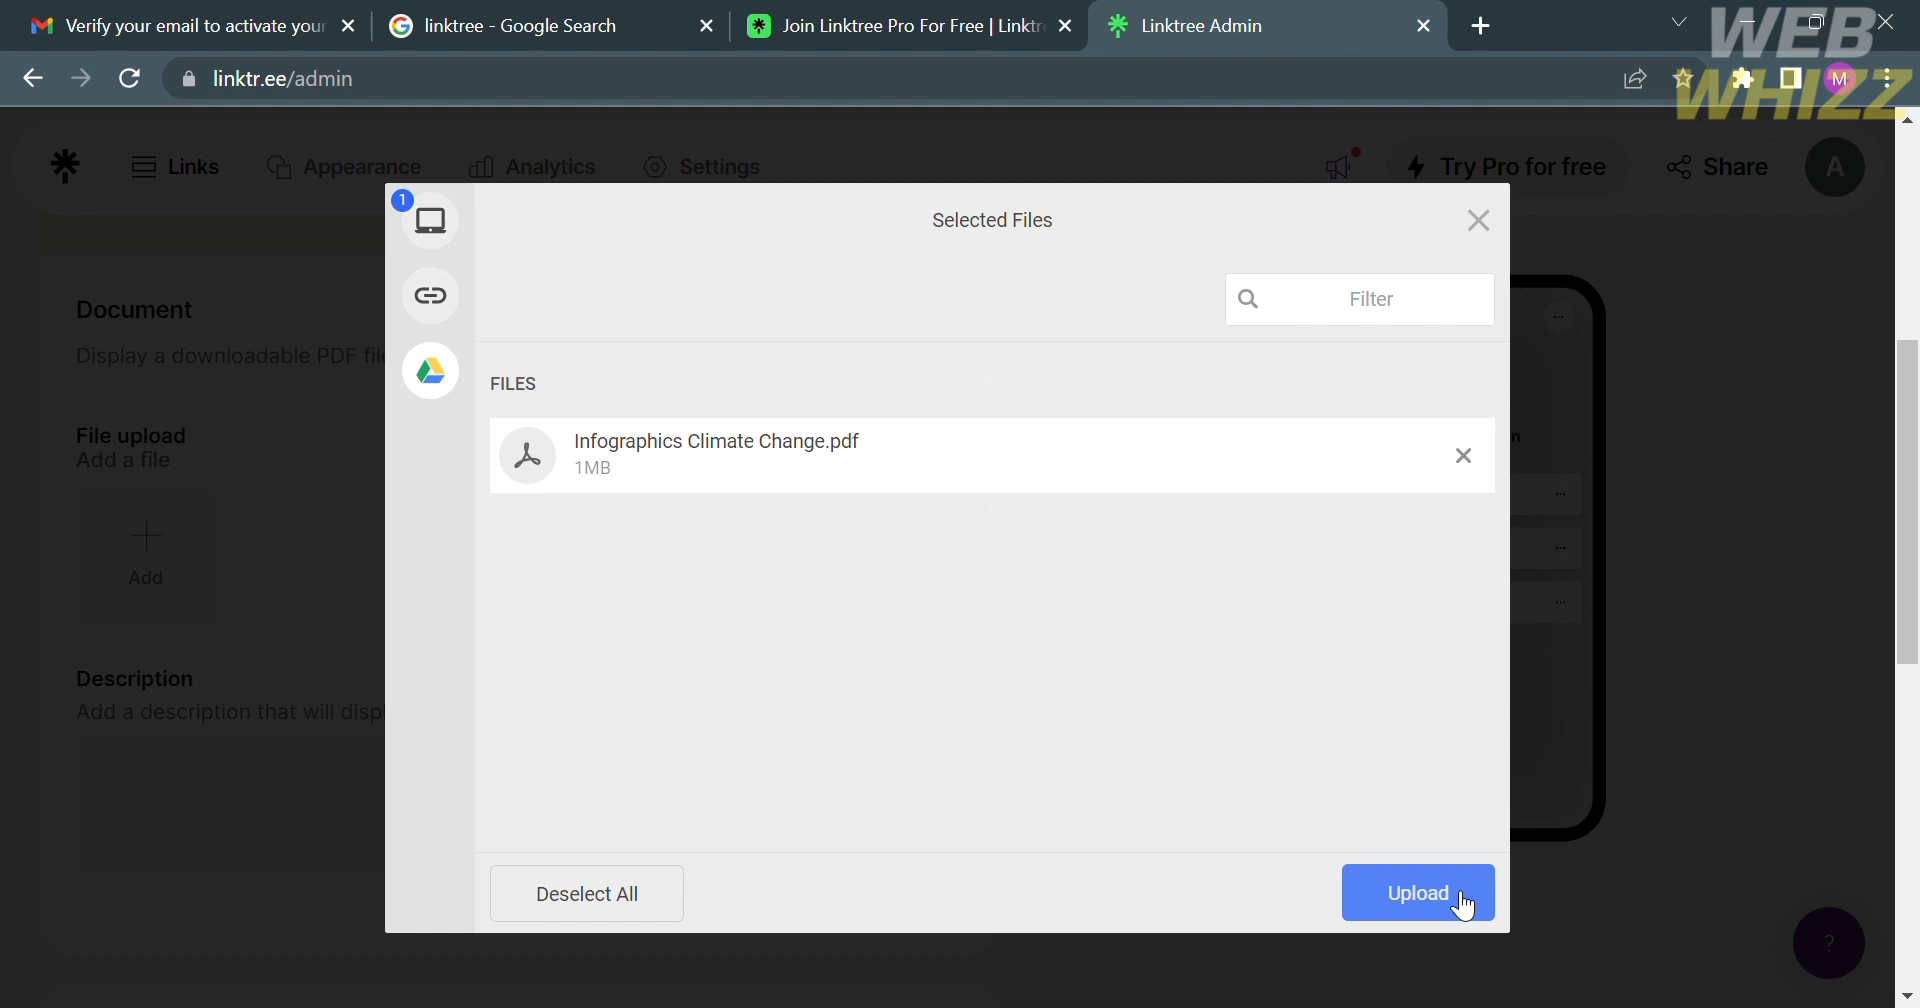 Verify your email to activate your
linktree - Google Search
Join Linktree Pro For Free | Linktr
Linktree Admin
WEB
WHIZZ
linktr.ee/admin
M
Links
Appearance
Analytics
Settings
Try Pro for free
Share
A
1
Selected Files
Filter
Document
Display a downloadable PDF file
FILES
File upload
Add a file
Infographics Climate Change.pdf
1MB
Add
Description
Add a description that will displ
Deselect All
Upload
?